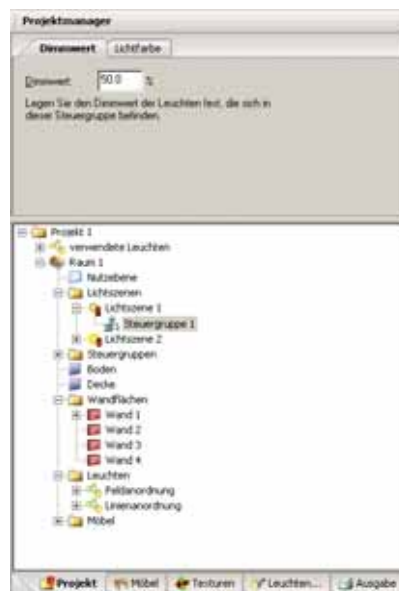 Projektmanager
Dimmwert Lichtfarbe
Dimmwert: 50.0 %
Legen Sie den Dimmwert der Leuchten fest, die sich in
dieser Steuergruppe befinden.
Projekt 1
verwendete Leuchten
Raum 1
Nutzebene
Lichtszenen
Lichtszene 1
Steuergruppe 1
Lichtszene 2
Steuergruppen
Boden
Decke
Wandflächen
Wand 1
Wand 2
Wand 3
Wand 4
Leuchten
Feldanordnung
Linienanordnung
Möbel
Projekt Möbel Texturen Leuchten... Ausgabe